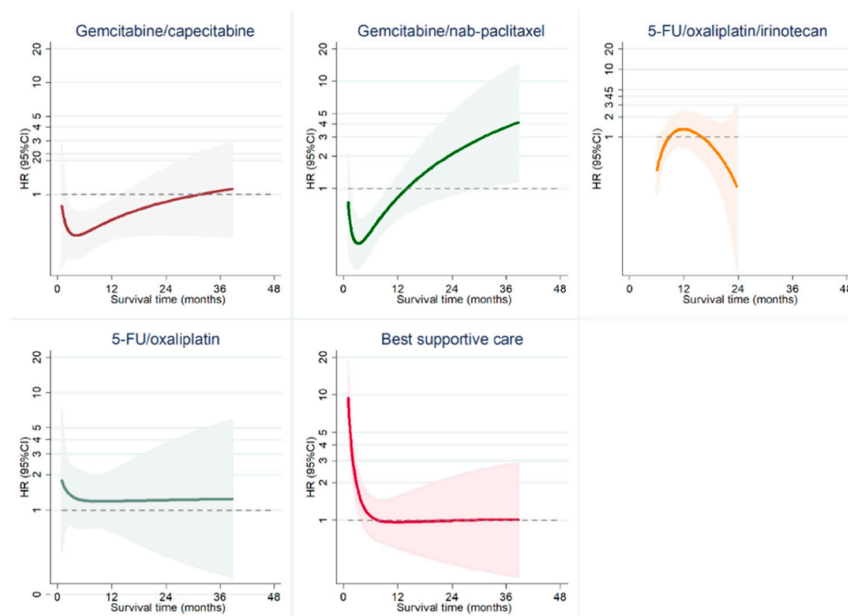 Gemcitabine/capecitabine
20
10
5
4
3
20
1
HR (95%CI)
0 12 24 36 48
Survival time (months)
Gemcitabine/nab-paclitaxel
20
10
5
4
3
2
1
HR (95%CI)
0 12 24 36 48
Survival time (months)
5-FU/oxaliplatin/irinotecan
20
10
45
45
3
2
1
HR (95%CI)
0 12 24 36 48
Survival time (months)
5-FU/oxaliplatin
20
10
5
4
3
2
1
0
HR (95%CI)
0 12 24 36 48
Survival time (months)
Best supportive care
20
10
5
4
3
2
1
HR (95%CI)
0 12 24 36 48
Survival time (months)